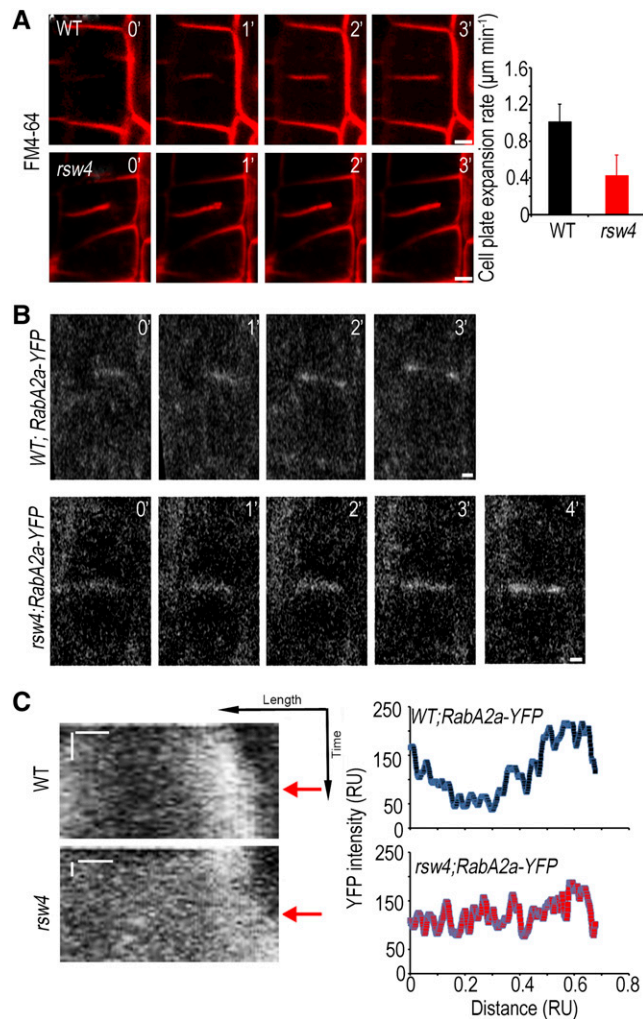 A
FM4-64
WT 0' 1' 2' 3'
rsw4 0' 1' 2' 3'
Cell plate expansion rate (µm min⁻¹)
1.6
1.2
0.8
0.4
0
WT rsw4
B
WT; RabA2a-YFP
0' 1' 2' 3'
rsw4:RabA2a-YFP
0' 1' 2' 3' 4'
C
Length
Time
WT
rsw4
YFP intensity (RU)
WT;RabA2a-YFP
250
150
50
0
rsw4;RabA2a-YFP
250
150
50
0 0.2 0.4 0.6 0.8
Distance (RU)